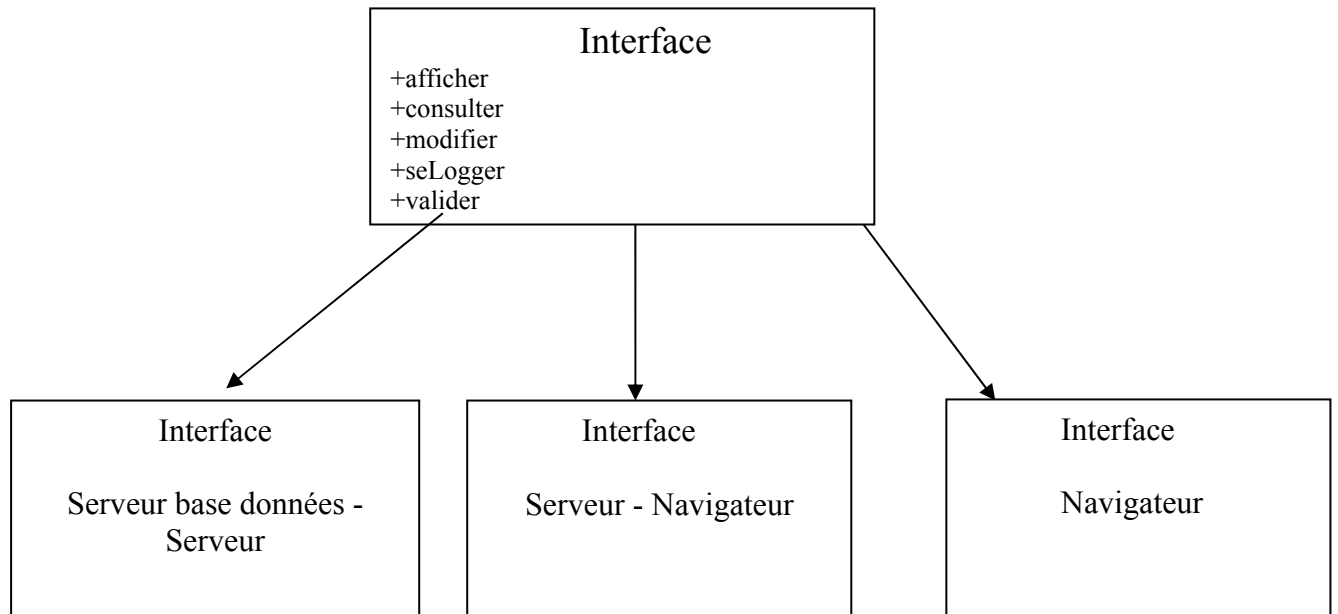 Interface
+afficher
+consulter
+modifier
+seLogger
+valider
Interface
Serveur base données -
Serveur
Interface
Serveur - Navigateur
Interface
Navigateur